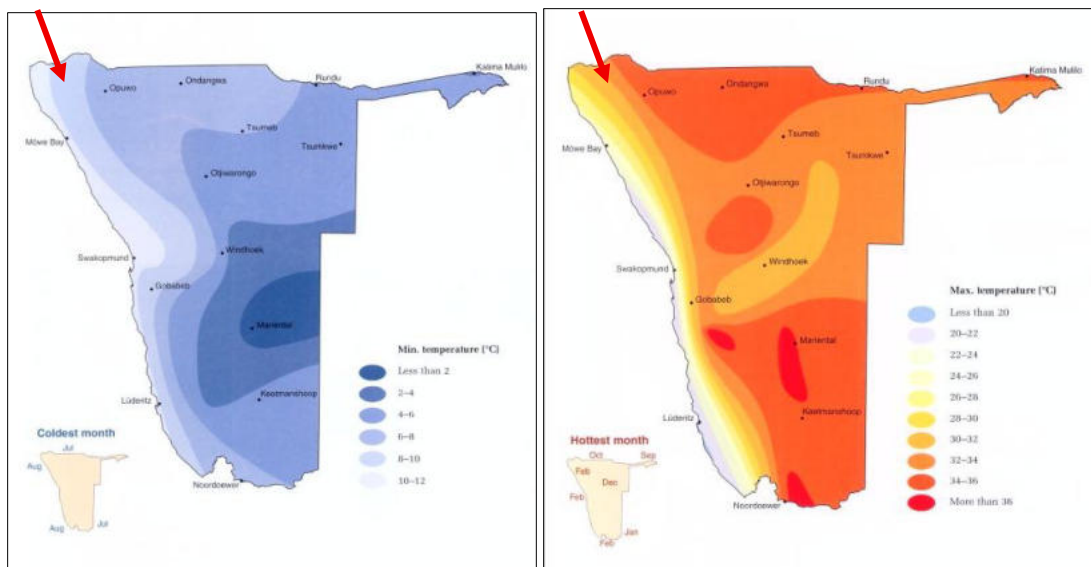 Katima Mulilo
Ondangwa
Rundu
Opuwo
Tsumeb
Möwe Bay
Tsumkwe
Otjiwarongo
Windhoek
Swakopmund
Gobabeb
Mariental
Min. temperature (°C)
Less than 2
2–4
4–6
6–8
8–10
10–12
Keetmanshoop
Lüderitz
Coldest month
Jul
Aug
Aug
Jul
Noordoewer
Katima Mulilo
Ondangwa
Rundu
Opuwo
Tsumeb
Möwe Bay
Tsumkwe
Otjiwarongo
Windhoek
Swakopmund
Gobabeb
Mariental
Max. temperature (°C)
Less than 20
20–22
22–24
24–26
26–28
28–30
30–32
32–34
34–36
More than 36
Keetmanshoop
Lüderitz
Hottest month
Oct
Sep
Feb
Dec
Feb
Jan
Feb
Noordoewer